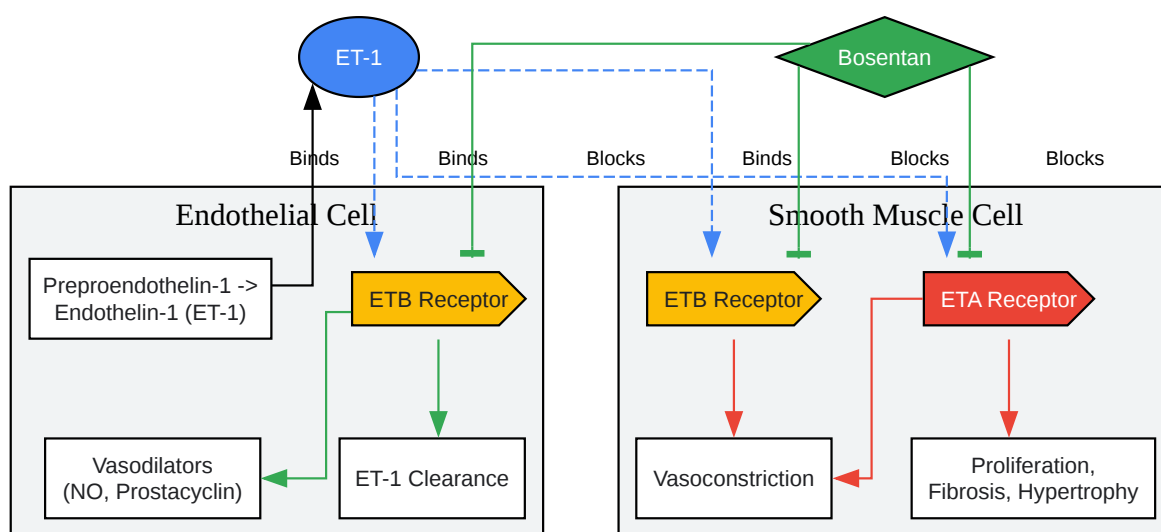 ET-1
Bosentan
Binds
Binds
Blocks
Binds
Blocks
Blocks
Endothelial Cell
Smooth Muscle Cell
Preproendothelin-1 ->
Endothelin-1 (ET-1)
ETB Receptor
ETB Receptor
ETA Receptor
Vasodilators
(NO, Prostacyclin)
ET-1 Clearance
Vasoconstriction
Proliferation,
Fibrosis, Hypertrophy